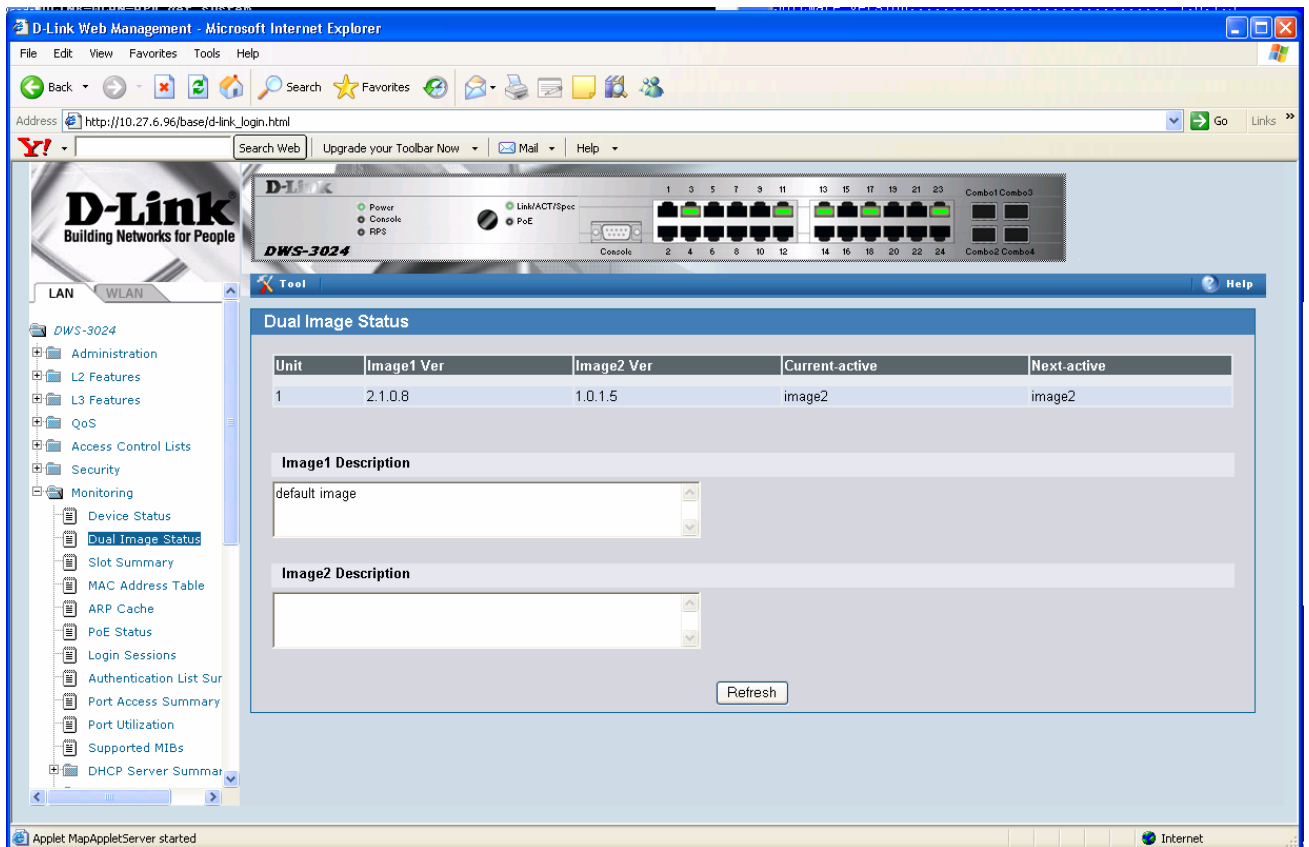 D-Link Web Management - Microsoft Internet Explorer
File Edit View Favorites Tools Help
Back Search Favorites
Address http://10.27.6.96/base/d-link_login.html Go Links »
Y! Search Web Upgrade your Toolbar Now Mail Help
D-Link
Building Networks for People
D-Link
Power
Console
RPS
Link/ACT/Spec
PoE
DWS-3024
Console
1 3 5 7 9 11 13 15 17 19 21 23 Combo1 Combo3
2 4 6 8 10 12 14 16 18 20 22 24 Combo2 Combo4
LAN WLAN
Tool Help
DWS-3024
Administration
L2 Features
L3 Features
QoS
Access Control Lists
Security
Monitoring
Device Status
Dual Image Status
Slot Summary
MAC Address Table
ARP Cache
PoE Status
Login Sessions
Authentication List Sur
Port Access Summary
Port Utilization
Supported MIBs
DHCP Server Summar
Dual Image Status
Unit Image1 Ver Image2 Ver Current-active Next-active
1 2.1.0.8 1.0.1.5 image2 image2
Image1 Description
default image
Image2 Description
Refresh
Applet MapAppletServer started Internet